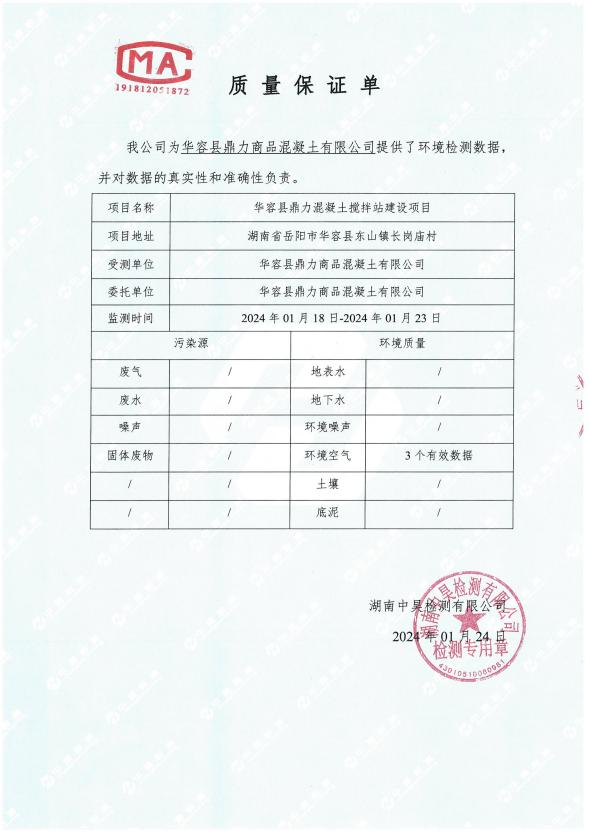 CMA
191812051872
质量保证单
我公司为华容县鼎力商品混凝土有限公司提供了环境检测数据，
并对数据的真实性和准确性负责。
项目名称 华容县鼎力混凝土搅拌站建设项目
项目地址 湖南省岳阳市华容县东山镇长岗庙村
受测单位 华容县鼎力商品混凝土有限公司
委托单位 华容县鼎力商品混凝土有限公司
监测时间 2024 年 01 月 18 日-2024 年 01 月 23 日
污染源 环境质量
废气 / 地表水 /
废水 / 地下水 /
噪声 / 环境噪声 /
固体废物 / 环境空气 3 个有效数据
/ / 土壤 /
/ / 底泥 /
湖南中昊检测有限公司
2024 年 01 月 24 日
湖南中昊检测有限公司
检测专用章